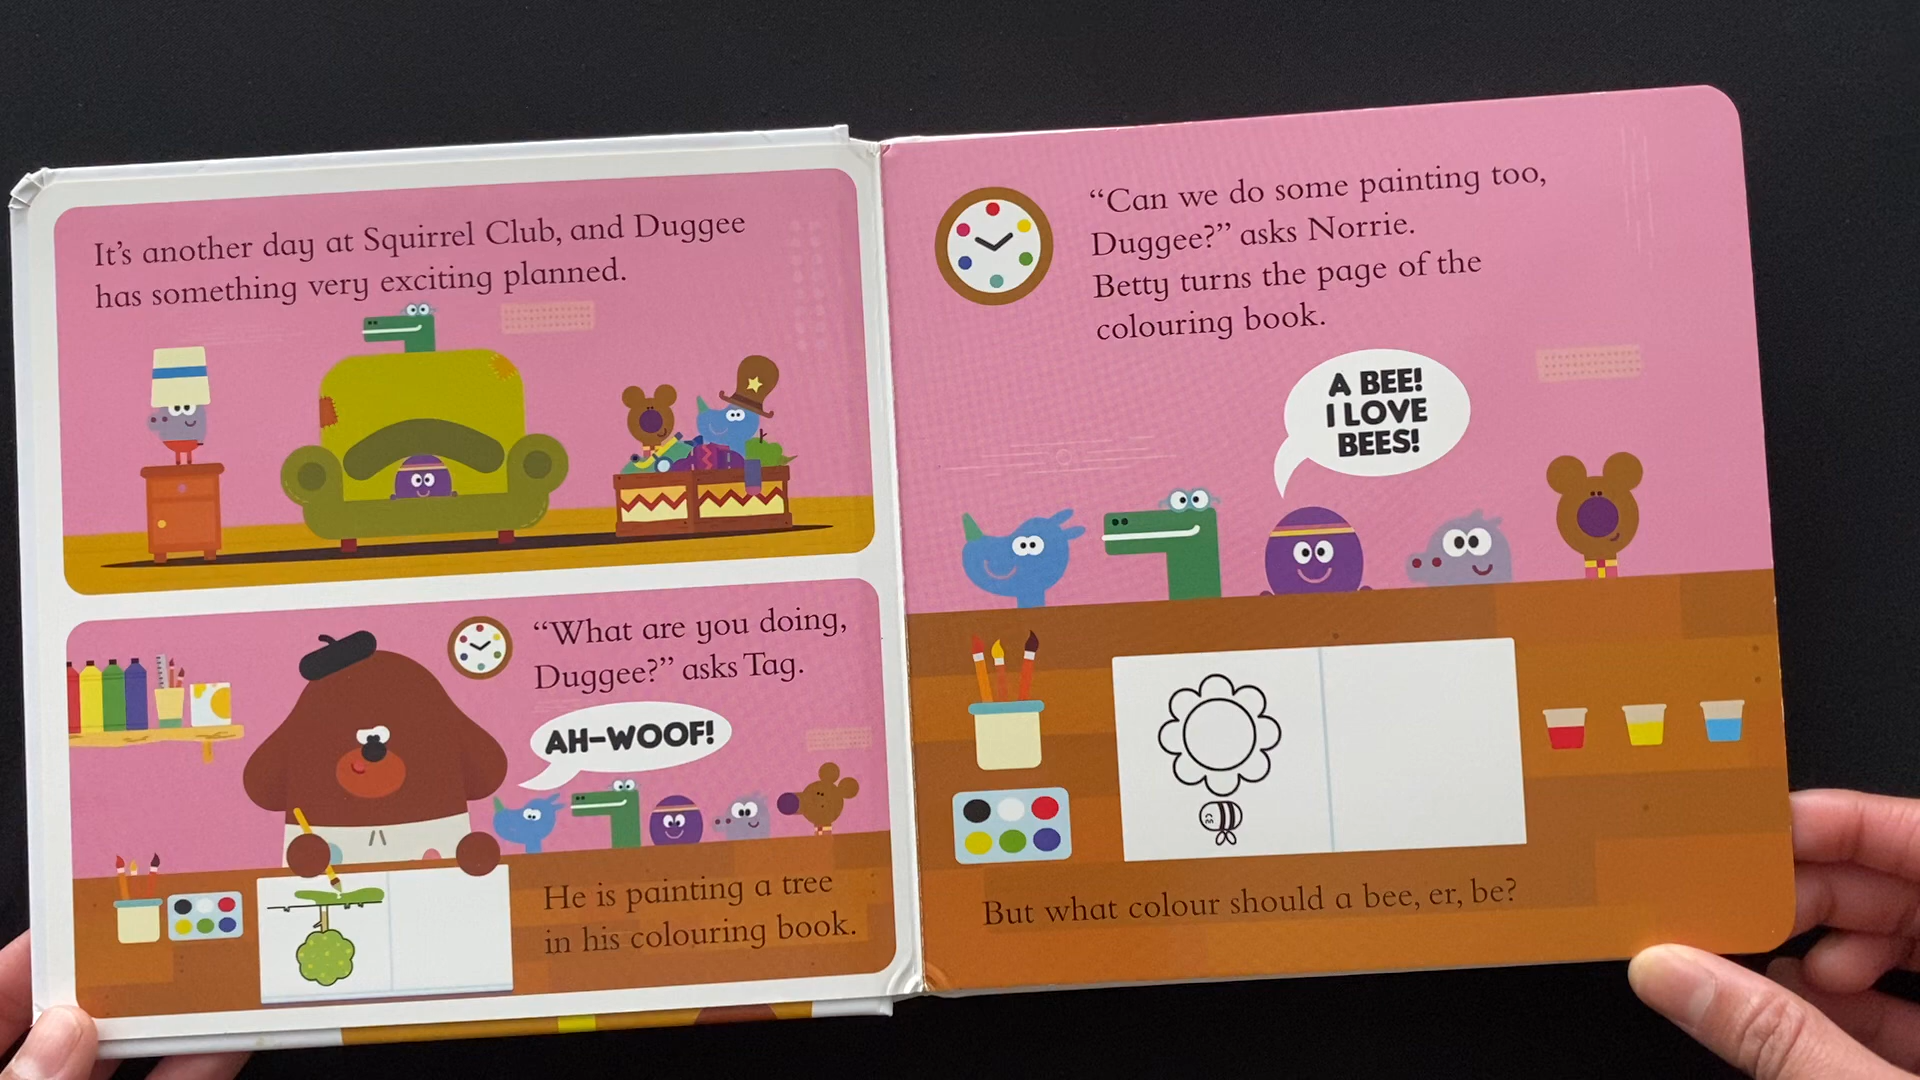 It's another day at Squirrel Club, and Duggee
has something very exciting planned.
“What are you doing,
Duggee?” asks Tag.
AH-WOOF!
He is painting a tree
in his colouring book.
“Can we do some painting too,
Duggee?” asks Norrie.
Betty turns the page of the
colouring book.
A BEE!
I LOVE
BEES!
But what colour should a bee, er, be?